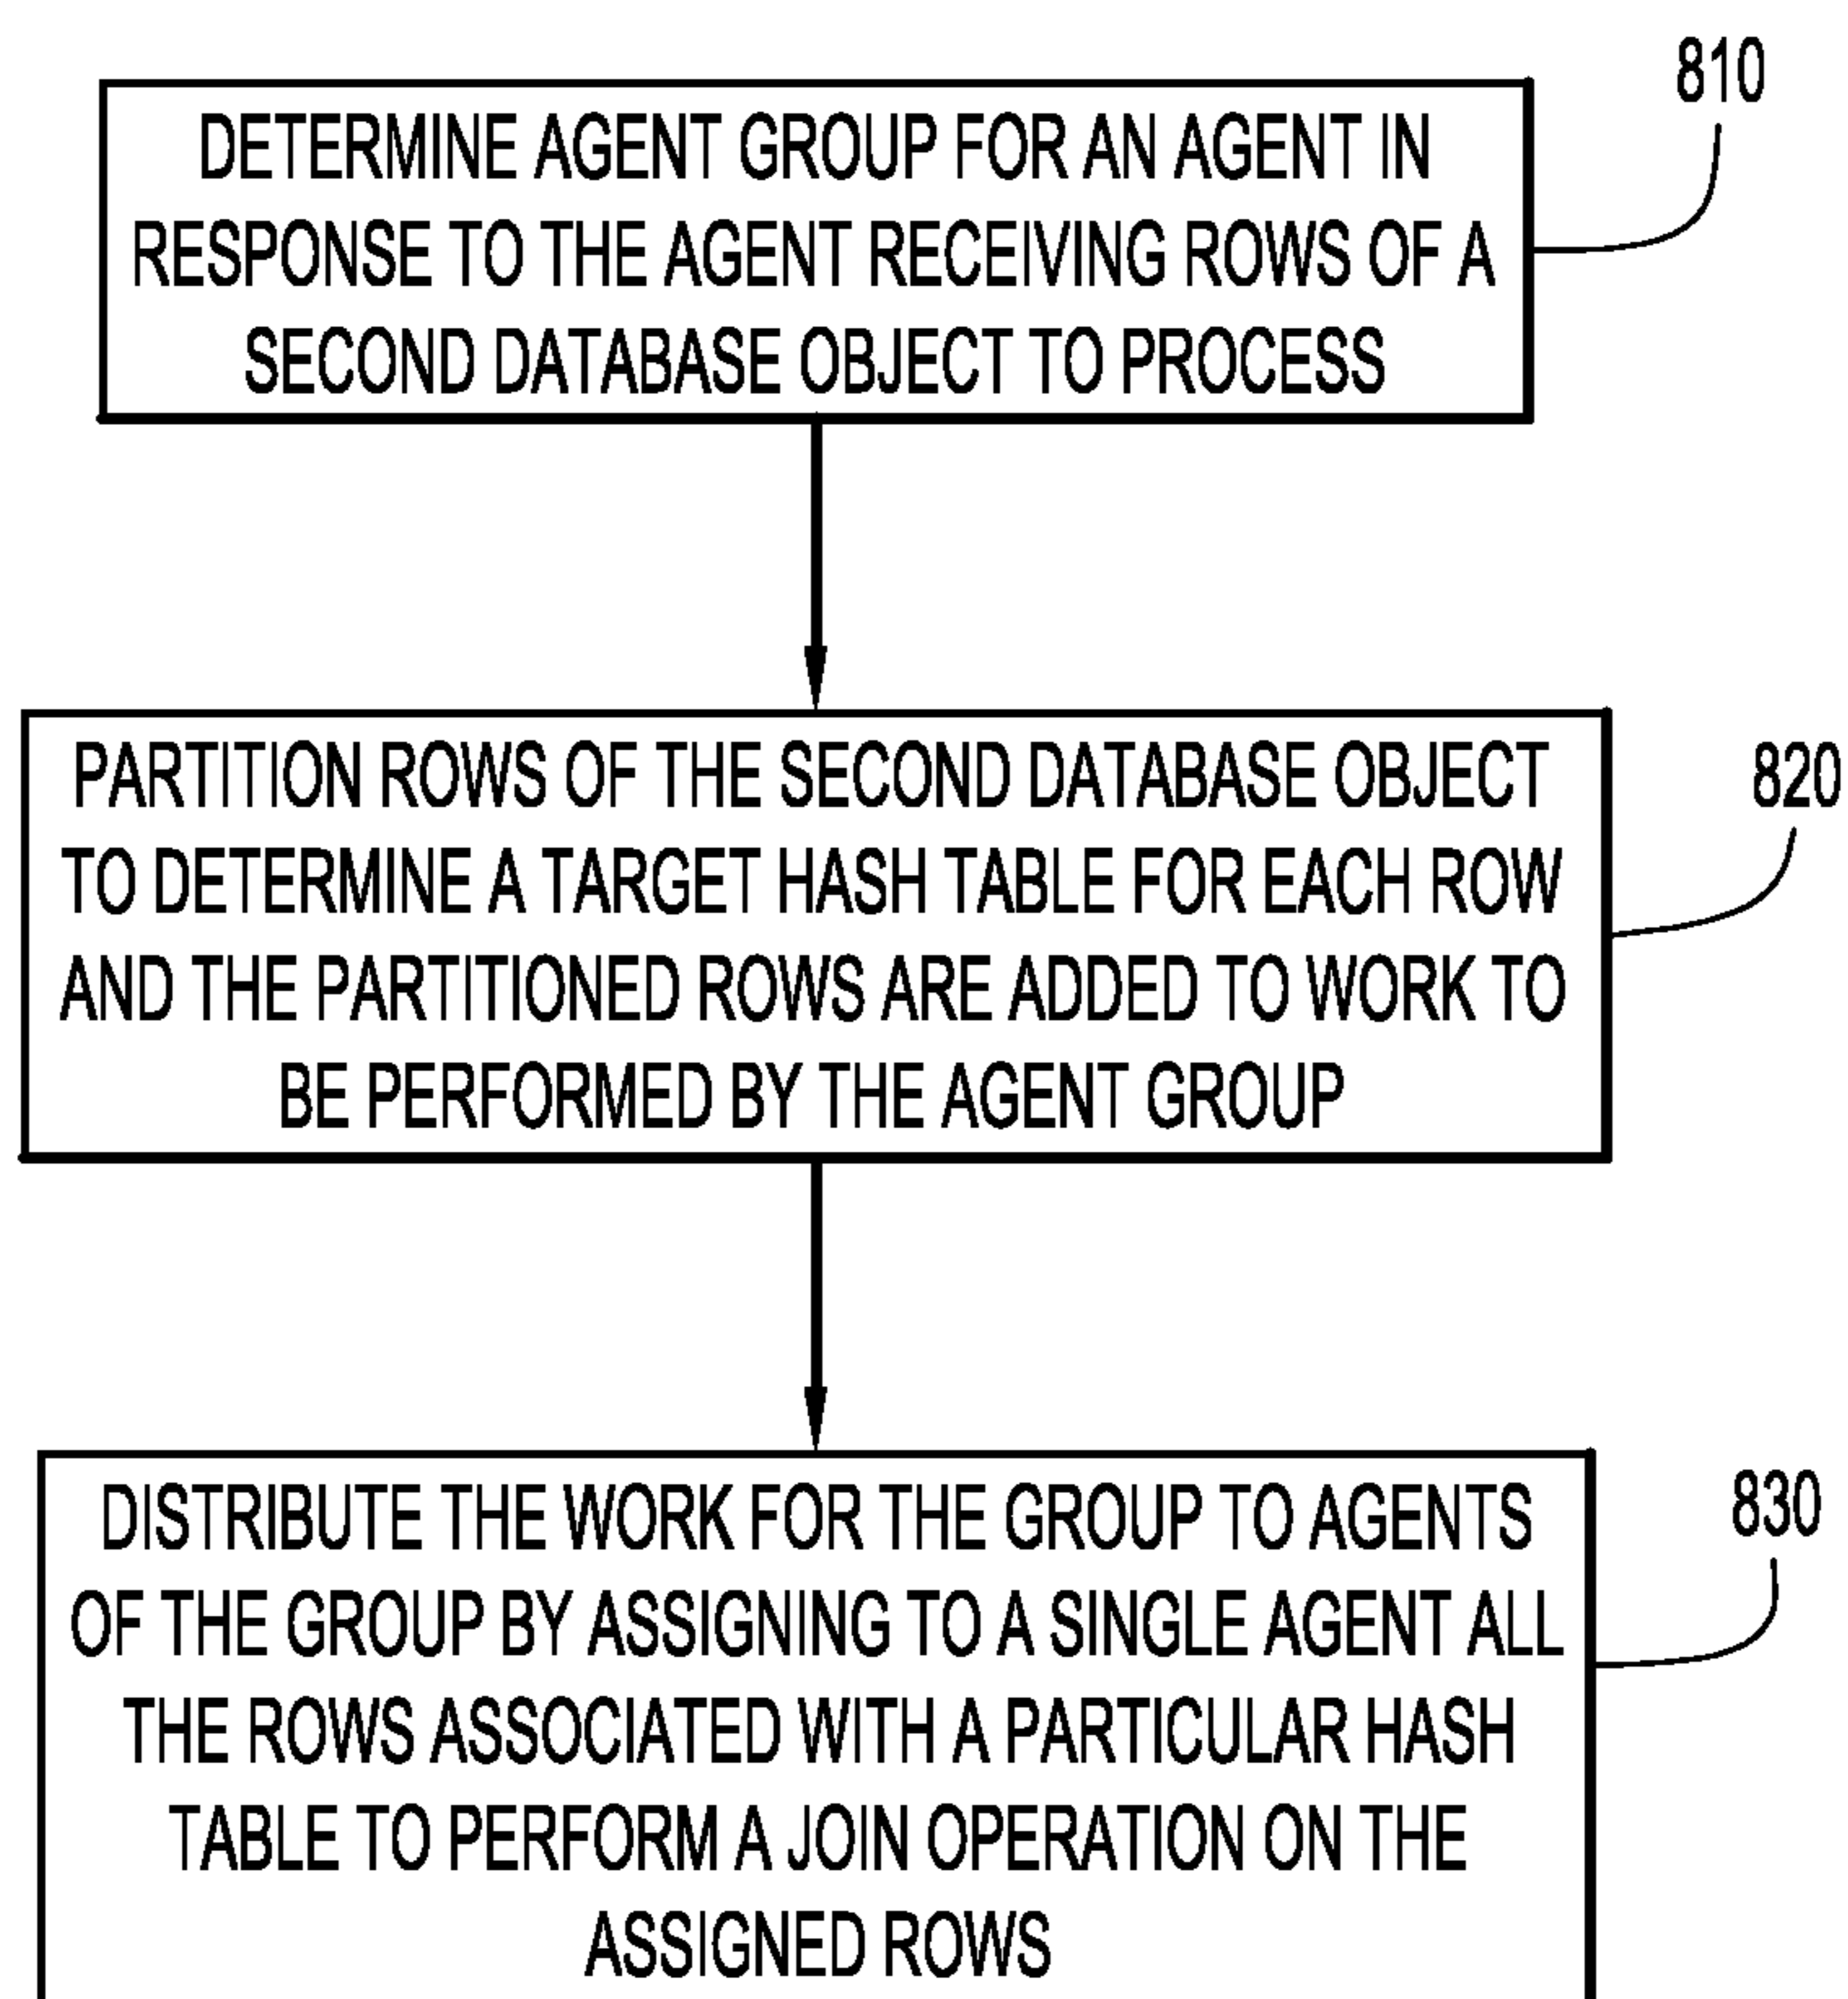 810
DETERMINE AGENT GROUP FOR AN AGENT IN
RESPONSE TO THE AGENT RECEIVING ROWS OF A
SECOND DATABASE OBJECT TO PROCESS
820
PARTITION ROWS OF THE SECOND DATABASE OBJECT
TO DETERMINE A TARGET HASH TABLE FOR EACH ROW
AND THE PARTITIONED ROWS ARE ADDED TO WORK TO
BE PERFORMED BY THE AGENT GROUP
830
DISTRIBUTE THE WORK FOR THE GROUP TO AGENTS
OF THE GROUP BY ASSIGNING TO A SINGLE AGENT ALL
THE ROWS ASSOCIATED WITH A PARTICULAR HASH
TABLE TO PERFORM A JOIN OPERATION ON THE
ASSIGNED ROWS